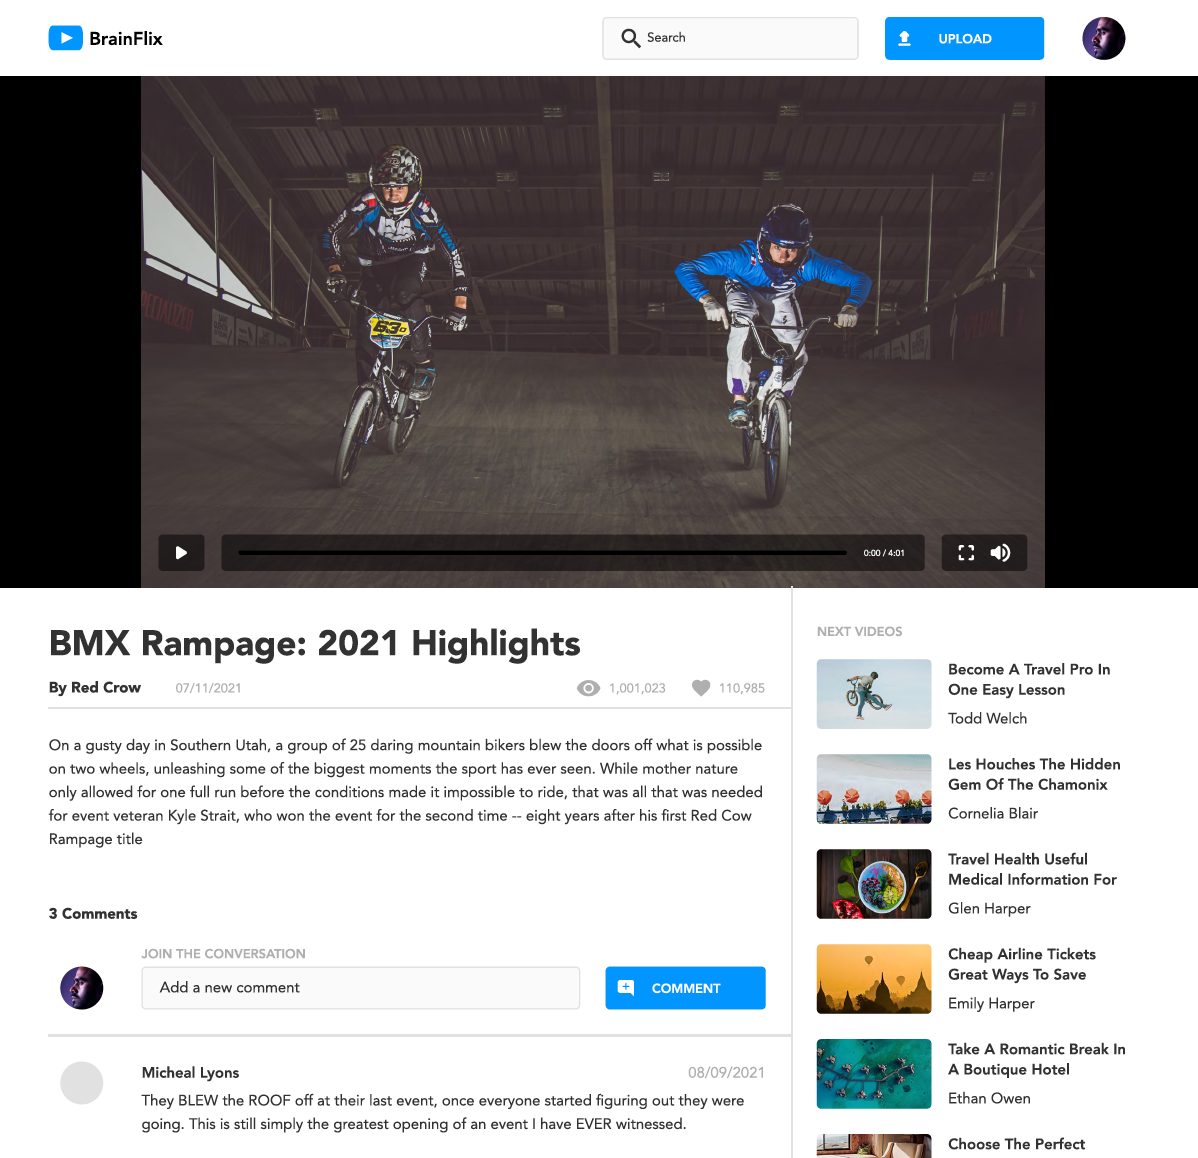 BrainFlix
Search
UPLOAD
SPECIALIZED
530
0:00 / 4:01
BMX Rampage: 2021 Highlights
By Red Crow
07/11/2021
1,001,023
110,985
On a gusty day in Southern Utah, a group of 25 daring mountain bikers blew the doors off what is possible
on two wheels, unleashing some of the biggest moments the sport has ever seen. While mother nature
only allowed for one full run before the conditions made it impossible to ride, that was all that was needed
for event veteran Kyle Strait, who won the event for the second time -- eight years after his first Red Cow
Rampage title
3 Comments
JOIN THE CONVERSATION
Add a new comment
COMMENT
Micheal Lyons
08/09/2021
They BLEW the ROOF off at their last event, once everyone started figuring out they were
going. This is still simply the greatest opening of an event I have EVER witnessed.
NEXT VIDEOS
Become A Travel Pro In
One Easy Lesson
Todd Welch
Les Houches The Hidden
Gem Of The Chamonix
Cornelia Blair
Travel Health Useful
Medical Information For
Glen Harper
Cheap Airline Tickets
Great Ways To Save
Emily Harper
Take A Romantic Break In
A Boutique Hotel
Ethan Owen
Choose The Perfect